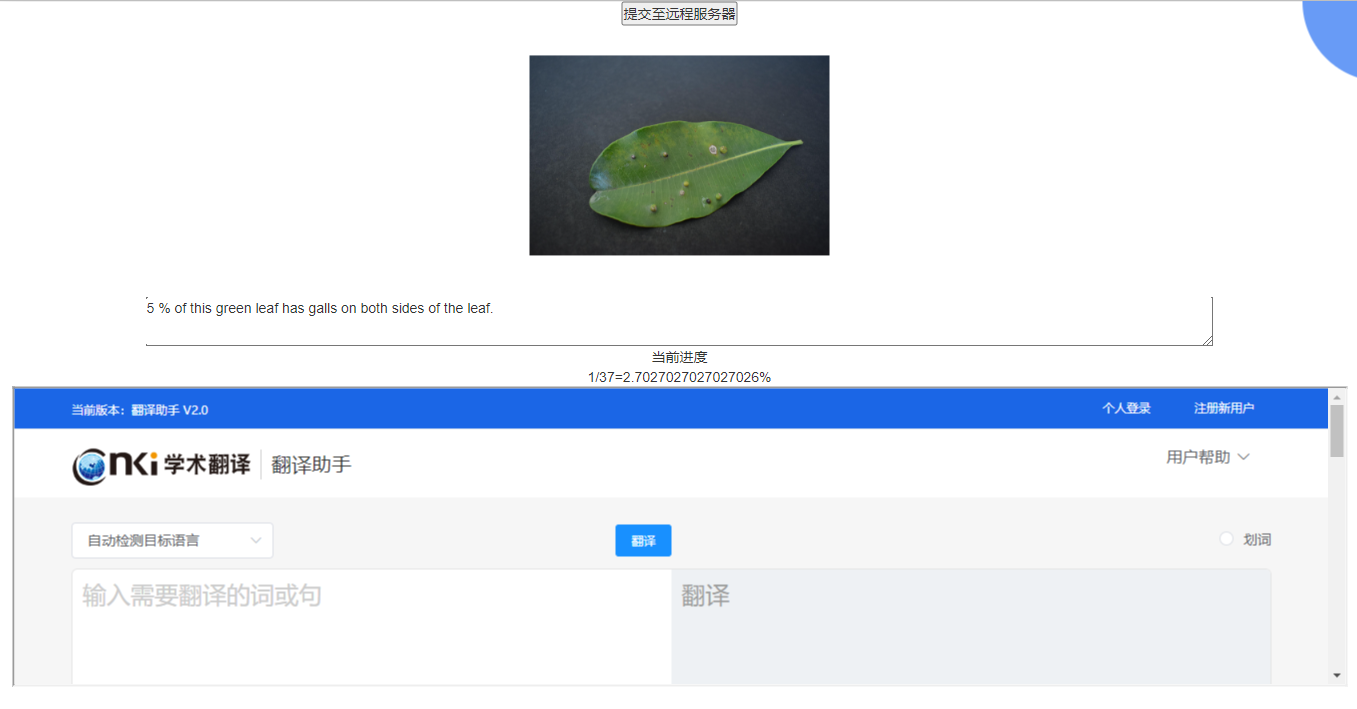 提交至远程服务器
5 % of this green leaf has galls on both sides of the leaf.
当前进度
1/37=2.7027027027027026%
当前版本：翻译助手 V2.0
个人登录
注册新用户
cnki 学术翻译 翻译助手
用户帮助
自动检测目标语言
翻译
划词
输入需要翻译的词或句
翻译